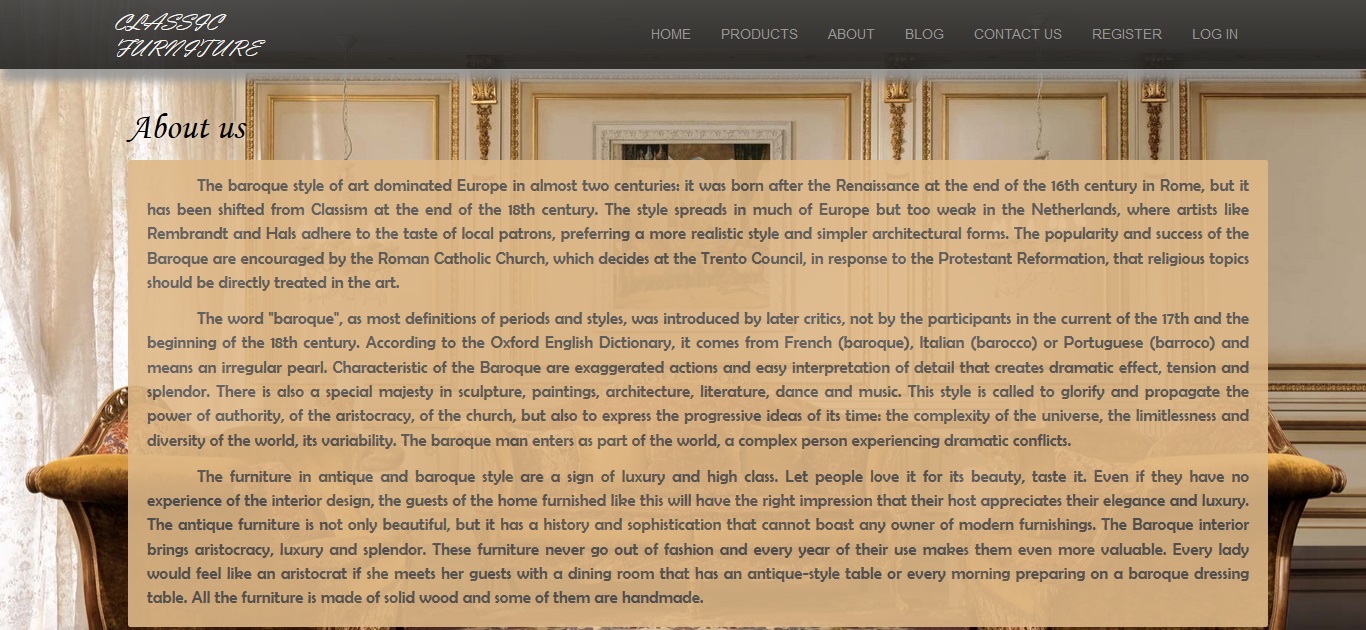 CLASSIC
FURNITURE
HOME PRODUCTS ABOUT BLOG CONTACT US REGISTER LOG IN
About us
The baroque style of art dominated Europe in almost two centuries: it was born after the Renaissance at the end of the 16th century in Rome, but it
has been shifted from Classism at the end of the 18th century. The style spreads in much of Europe but too weak in the Netherlands, where artists like
Rembrandt and Hals adhere to the taste of local patrons, preferring a more realistic style and simpler architectural forms. The popularity and success of the
Baroque are encouraged by the Roman Catholic Church, which decides at the Trento Council, in response to the Protestant Reformation, that religious topics
should be directly treated in the art.
The word "baroque", as most definitions of periods and styles, was introduced by later critics, not by the participants in the current of the 17th and the
beginning of the 18th century. According to the Oxford English Dictionary, it comes from French (baroque), Italian (barocco) or Portuguese (barroco) and
means an irregular pearl. Characteristic of the Baroque are exaggerated actions and easy interpretation of detail that creates dramatic effect, tension and
splendor. There is also a special majesty in sculpture, paintings, architecture, literature, dance and music. This style is called to glorify and propagate the
power of authority, of the aristocracy, of the church, but also to express the progressive ideas of its time: the complexity of the universe, the limitlessness and
diversity of the world, its variability. The baroque man enters as part of the world, a complex person experiencing dramatic conflicts.
The furniture in antique and baroque style are a sign of luxury and high class. Let people love it for its beauty, taste it. Even if they have no
experience of the interior design, the guests of the home furnished like this will have the right impression that their host appreciates their elegance and luxury.
The antique furniture is not only beautiful, but it has a history and sophistication that cannot boast any owner of modern furnishings. The Baroque interior
brings aristocracy, luxury and splendor. These furniture never go out of fashion and every year of their use makes them even more valuable. Every lady
would feel like an aristocrat if she meets her guests with a dining room that has an antique-style table or every morning preparing on a baroque dressing
table. All the furniture is made of solid wood and some of them are handmade.